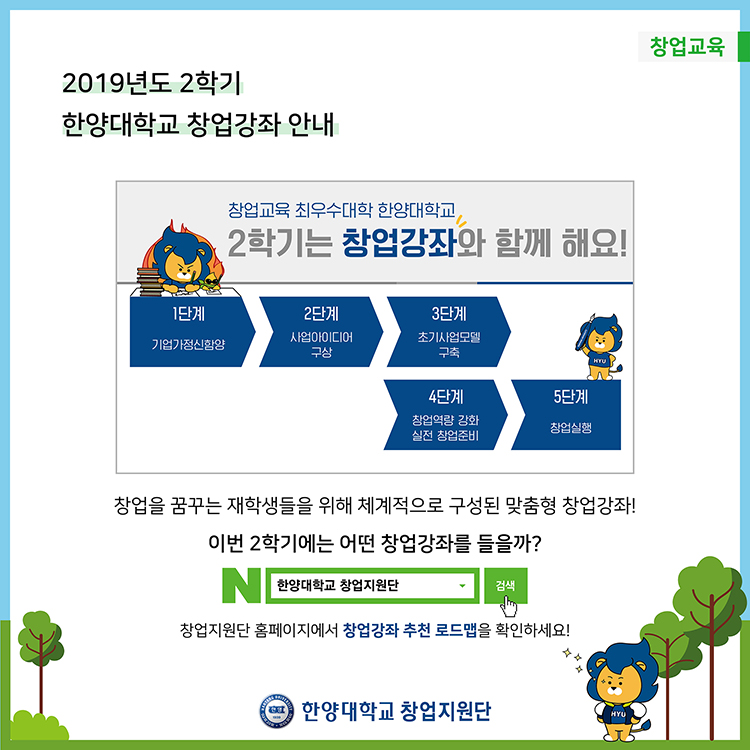 창업교육
2019년도 2학기
한양대학교 창업강좌 안내
창업교육 최우수대학 한양대학교
2학기는 창업강좌와 함께 해요!
1단계
기업가정신함양
2단계
사업아이디어
구상
3단계
초기사업모델
구축
HYU
4단계
창업역량 강화
실전 창업준비
5단계
창업실행
창업을 꿈꾸는 재학생들을 위해 체계적으로 구성된 맞춤형 창업강좌!
이번 2학기에는 어떤 창업강좌를 들을까?
N 한양대학교 창업지원단 검색
창업지원단 홈페이지에서 창업강좌 추천 로드맵을 확인하세요!
HYU
한양대학교 창업지원단